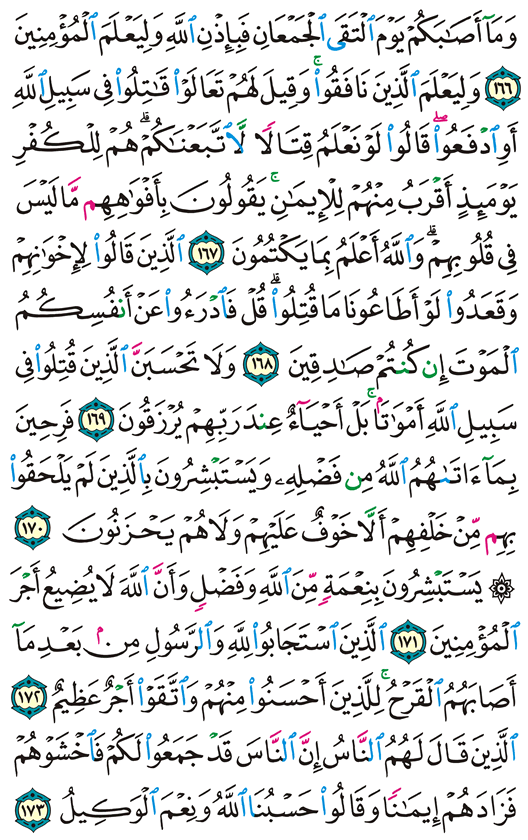 وَمَآ أَصَٰبَكُمْ يَوْمَ ٱلْتَقَى ٱلْجَمْعَانِ فَبِإِذْنِ ٱللَّهِ وَلِيَعْلَمَ ٱلْمُؤْمِنِينَ
١٦٦ وَلِيَعْلَمَ ٱلَّذِينَ نَافَقُوا۟ ۚ وَقِيلَ لَهُمْ تَعَالَوْا۟ قَٰتِلُوا۟ فِى سَبِيلِ ٱللَّهِ
أَوِ ٱدْفَعُوا۟ ۖ قَالُوا۟ لَوْ نَعْلَمُ قِتَالًا لَّٱتَّبَعْنَٰكُمْ ۗ هُمْ لِلْكُفْرِ
يَوْمَئِذٍ أَقْرَبُ مِنْهُمْ لِلْإِيمَٰنِ ۚ يَقُولُونَ بِأَفْوَٰهِهِم مَّا لَيْسَ
فِى قُلُوبِهِمْ ۗ وَٱللَّهُ أَعْلَمُ بِمَا يَكْتُمُونَ ١٦٧ ٱلَّذِينَ قَالُوا۟ لِإِخْوَٰنِهِمْ
وَقَعَدُوا۟ لَوْ أَطَاعُونَا مَا قُتِلُوا۟ ۗ قُلْ فَٱدْرَءُوا۟ عَنْ أَنفُسِكُمُ
ٱلْمَوْتَ إِن كُنتُمْ صَٰدِقِينَ ١٦٨ وَلَا تَحْسَبَنَّ ٱلَّذِينَ قُتِلُوا۟ فِى
سَبِيلِ ٱللَّهِ أَمْوَٰتًۢا ۚ بَلْ أَحْيَآءٌ عِندَ رَبِّهِمْ يُرْزَقُونَ ١٦٩ فَرِحِينَ
بِمَآ ءَاتَىٰهُمُ ٱللَّهُ مِن فَضْلِهِۦ وَيَسْتَبْشِرُونَ بِٱلَّذِينَ لَمْ يَلْحَقُوا۟
بِهِم مِّنْ خَلْفِهِمْ أَلَّا خَوْفٌ عَلَيْهِمْ وَلَا هُمْ يَحْزَنُونَ ١٧٠
۞ يَسْتَبْشِرُونَ بِنِعْمَةٍ مِّنَ ٱللَّهِ وَفَضْلٍ وَأَنَّ ٱللَّهَ لَا يُضِيعُ أَجْرَ
ٱلْمُؤْمِنِينَ ١٧١ ٱلَّذِينَ ٱسْتَجَابُوا۟ لِلَّهِ وَٱلرَّسُولِ مِنۢ بَعْدِ مَآ
أَصَابَهُمُ ٱلْقَرْحُ ۚ لِلَّذِينَ أَحْسَنُوا۟ مِنْهُمْ وَٱتَّقَوْا۟ أَجْرٌ عَظِيمٌ ١٧٢
ٱلَّذِينَ قَالَ لَهُمُ ٱلنَّاسُ إِنَّ ٱلنَّاسَ قَدْ جَمَعُوا۟ لَكُمْ فَٱخْشَوْهُمْ
فَزَادَهُمْ إِيمَٰنًا وَقَالُوا۟ حَسْبُنَا ٱللَّهُ وَنِعْمَ ٱلْوَكِيلُ ١٧٣